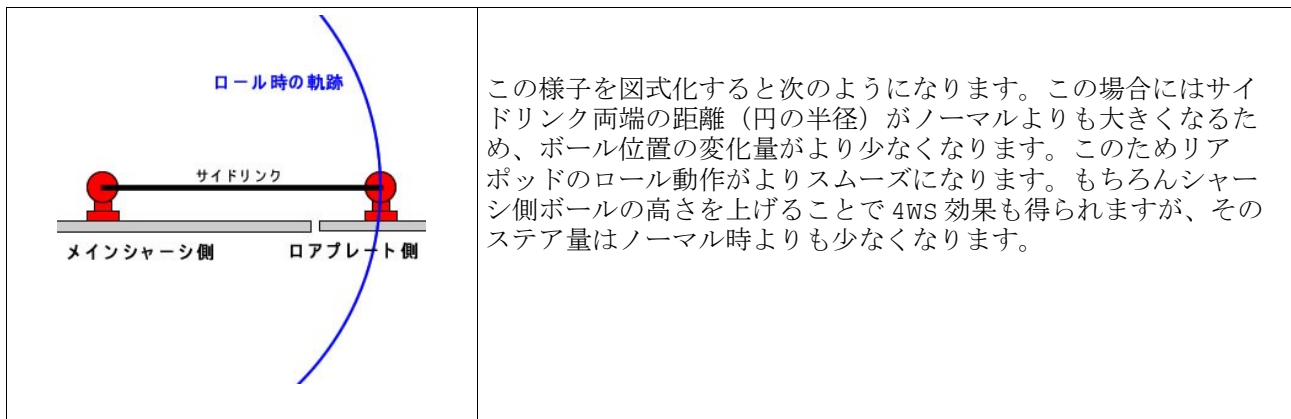 ロール時の軌跡
サイドリンク
メインシャーシ側
ロアプレート側
この様子を図式化すると次のようになります。この場合にはサイ
ドリンク両端の距離（円の半径）がノーマルよりも大きくなるた
め、ボール位置の変化量がより少なくなります。このためリア
ポッドのロール動作がよりスムーズになります。もちろんシャー
シ側ボールの高さを上げることで 4WS 効果も得られますが、その
ステア量はノーマル時よりも少なくなります。